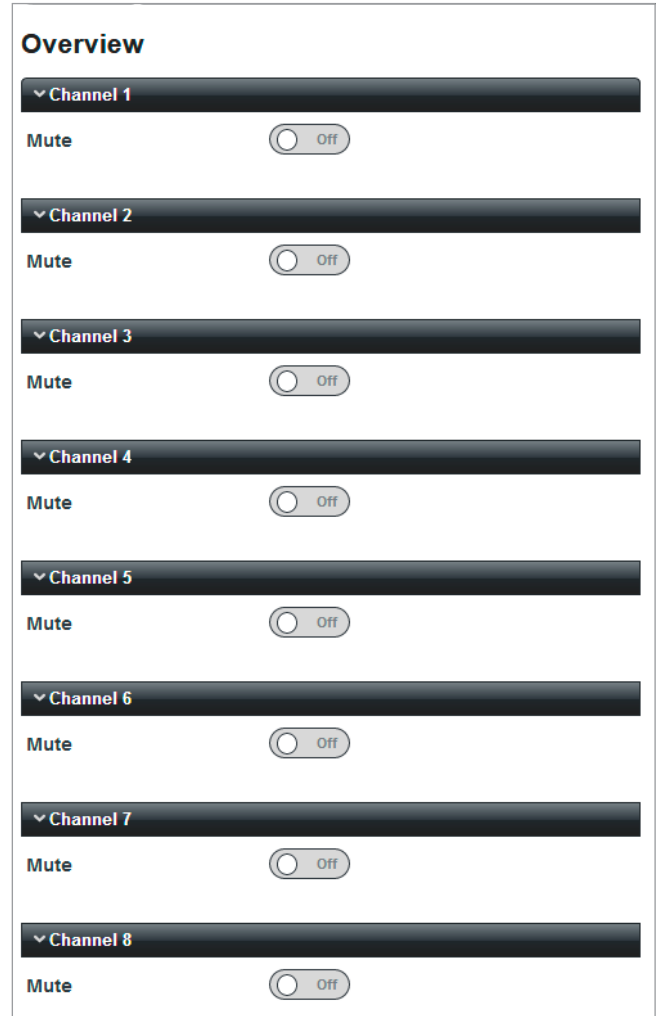 Overview
Channel 1
Mute Off
Channel 2
Mute Off
Channel 3
Mute Off
Channel 4
Mute Off
Channel 5
Mute Off
Channel 6
Mute Off
Channel 7
Mute Off
Channel 8
Mute Off